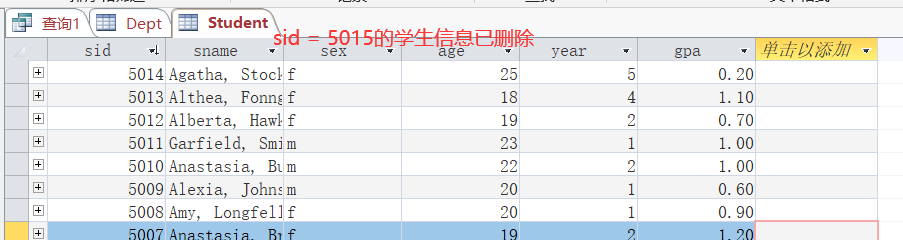 查询1 Dept Student
sid = 5015的学生信息已删除
sid sname sex age year gpa 单击以添加
5014 Agatha, Stock f 25 5 0.20
5013 Althea, Fonng f 18 4 1.10
5012 Alberta, Hawk f 19 2 0.70
5011 Garfield, Smi m 23 1 1.00
5010 Anastasia, Bu m 22 2 1.00
5009 Alexia, Johns m 20 1 0.60
5008 Amy, Longfell f 20 1 0.90
5007 Anastasia, Br f 19 2 1.20